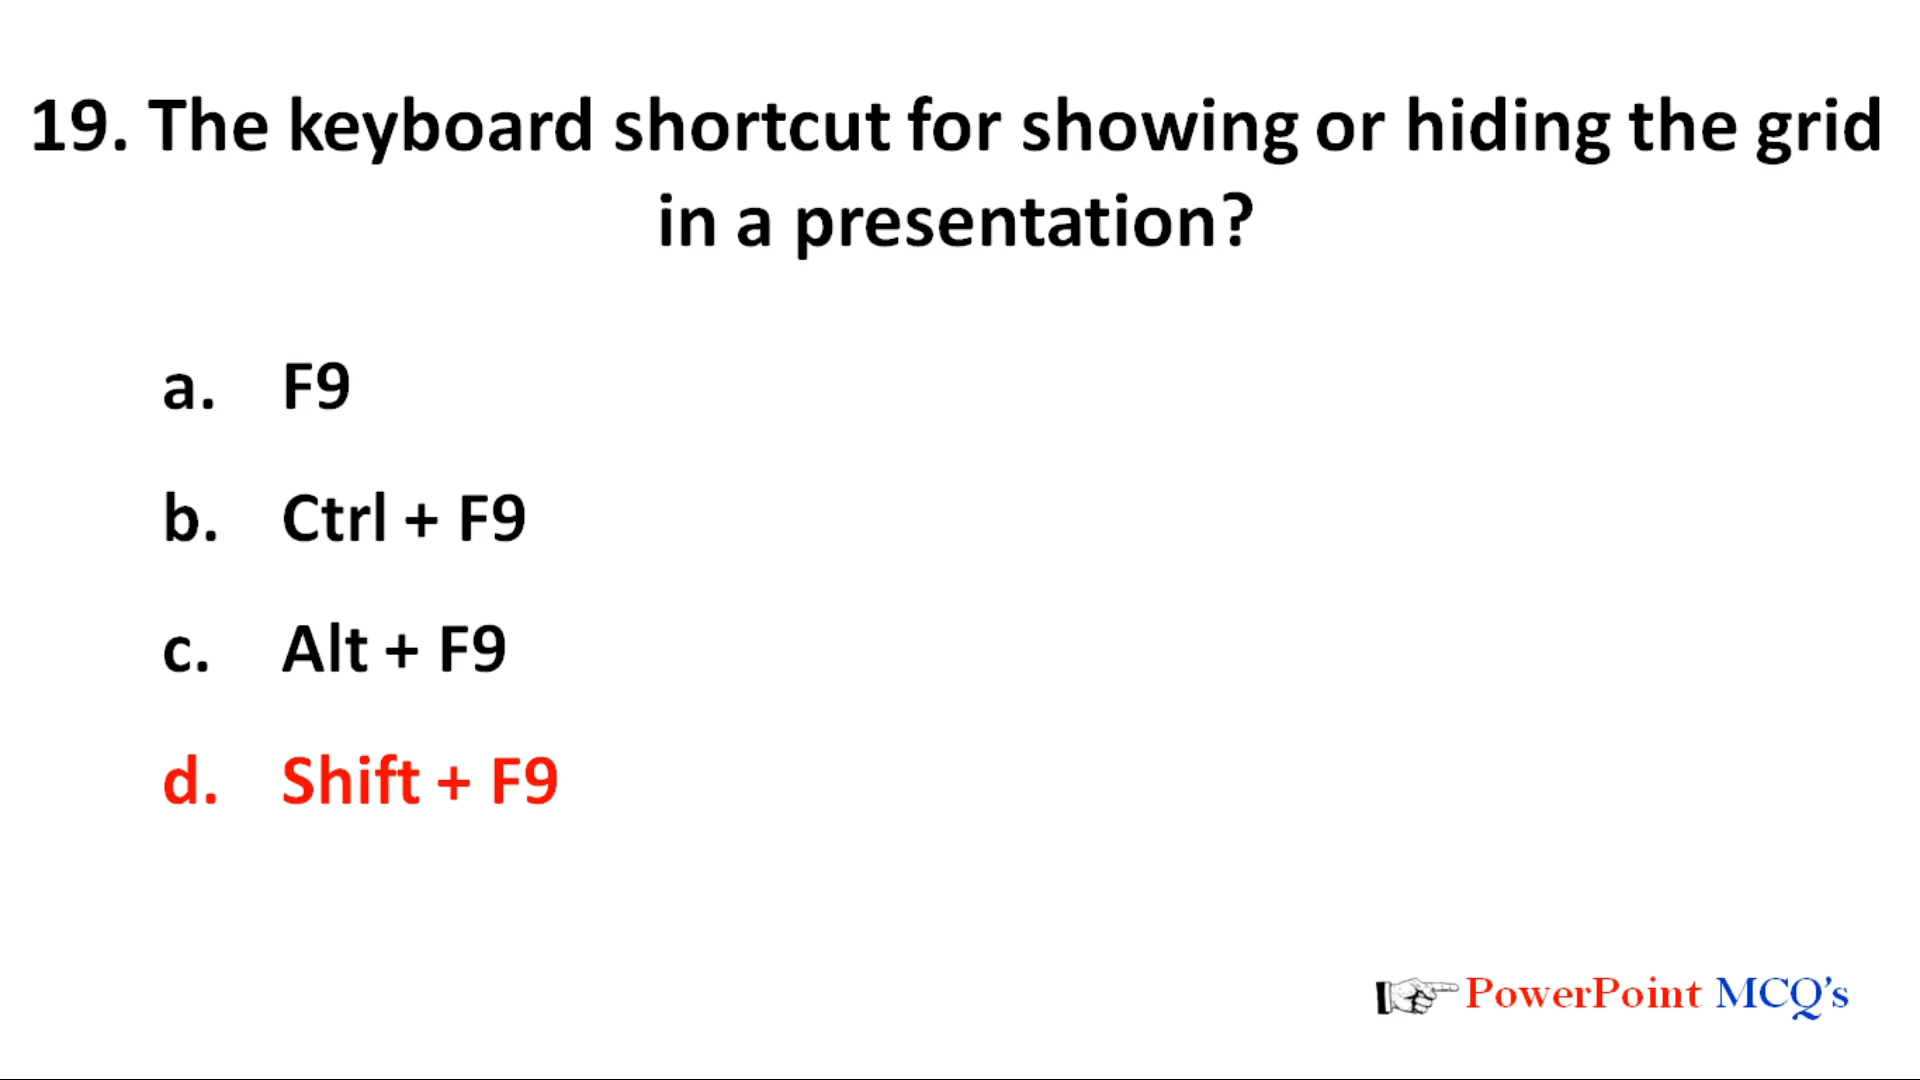 19. The keyboard shortcut for showing or hiding the grid
in a presentation?
a. F9
b. Ctrl + F9
c. Alt + F9
d. Shift + F9
PowerPoint MCQ's